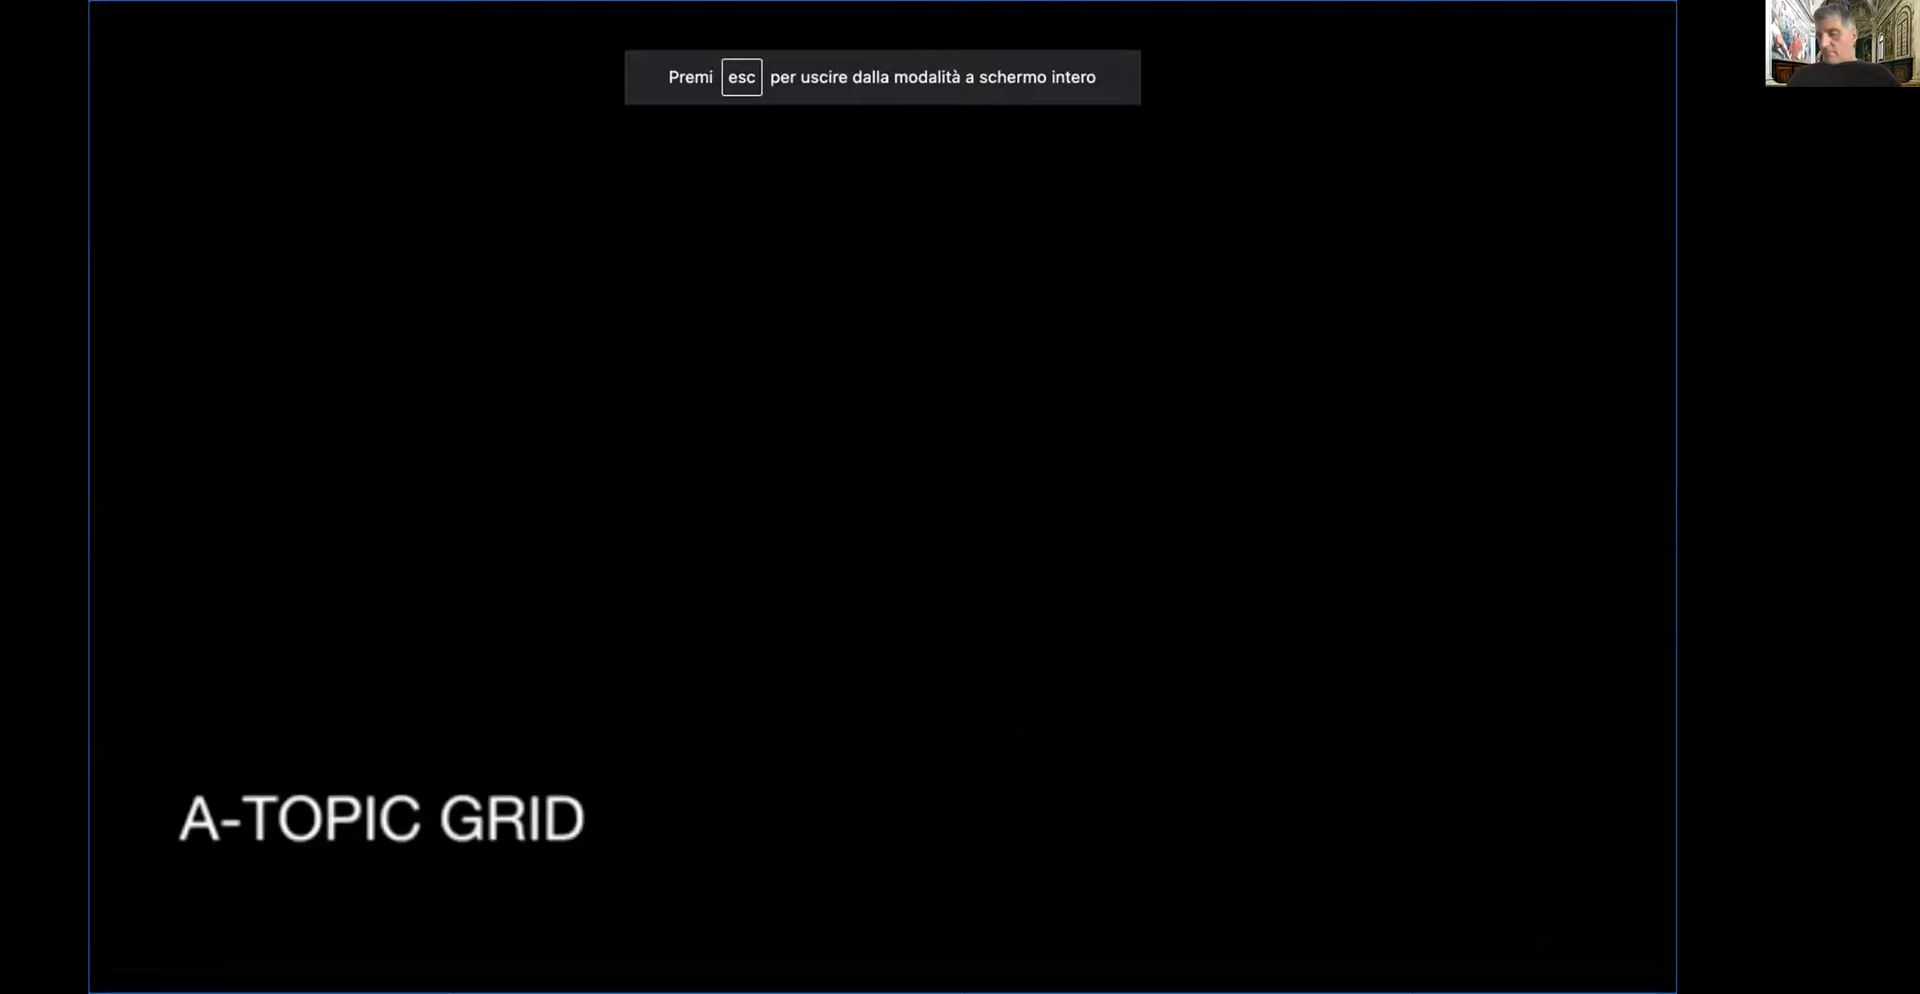 Premi esc per uscire dalla modalità a schermo intero
A-TOPIC GRID